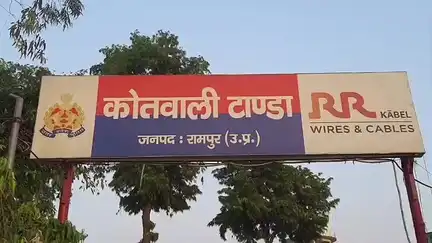 कोतवाली टाण्डा
जनपद : रामपुर (उ.प्र.)
RR
KABEL
WIRES & CABLES